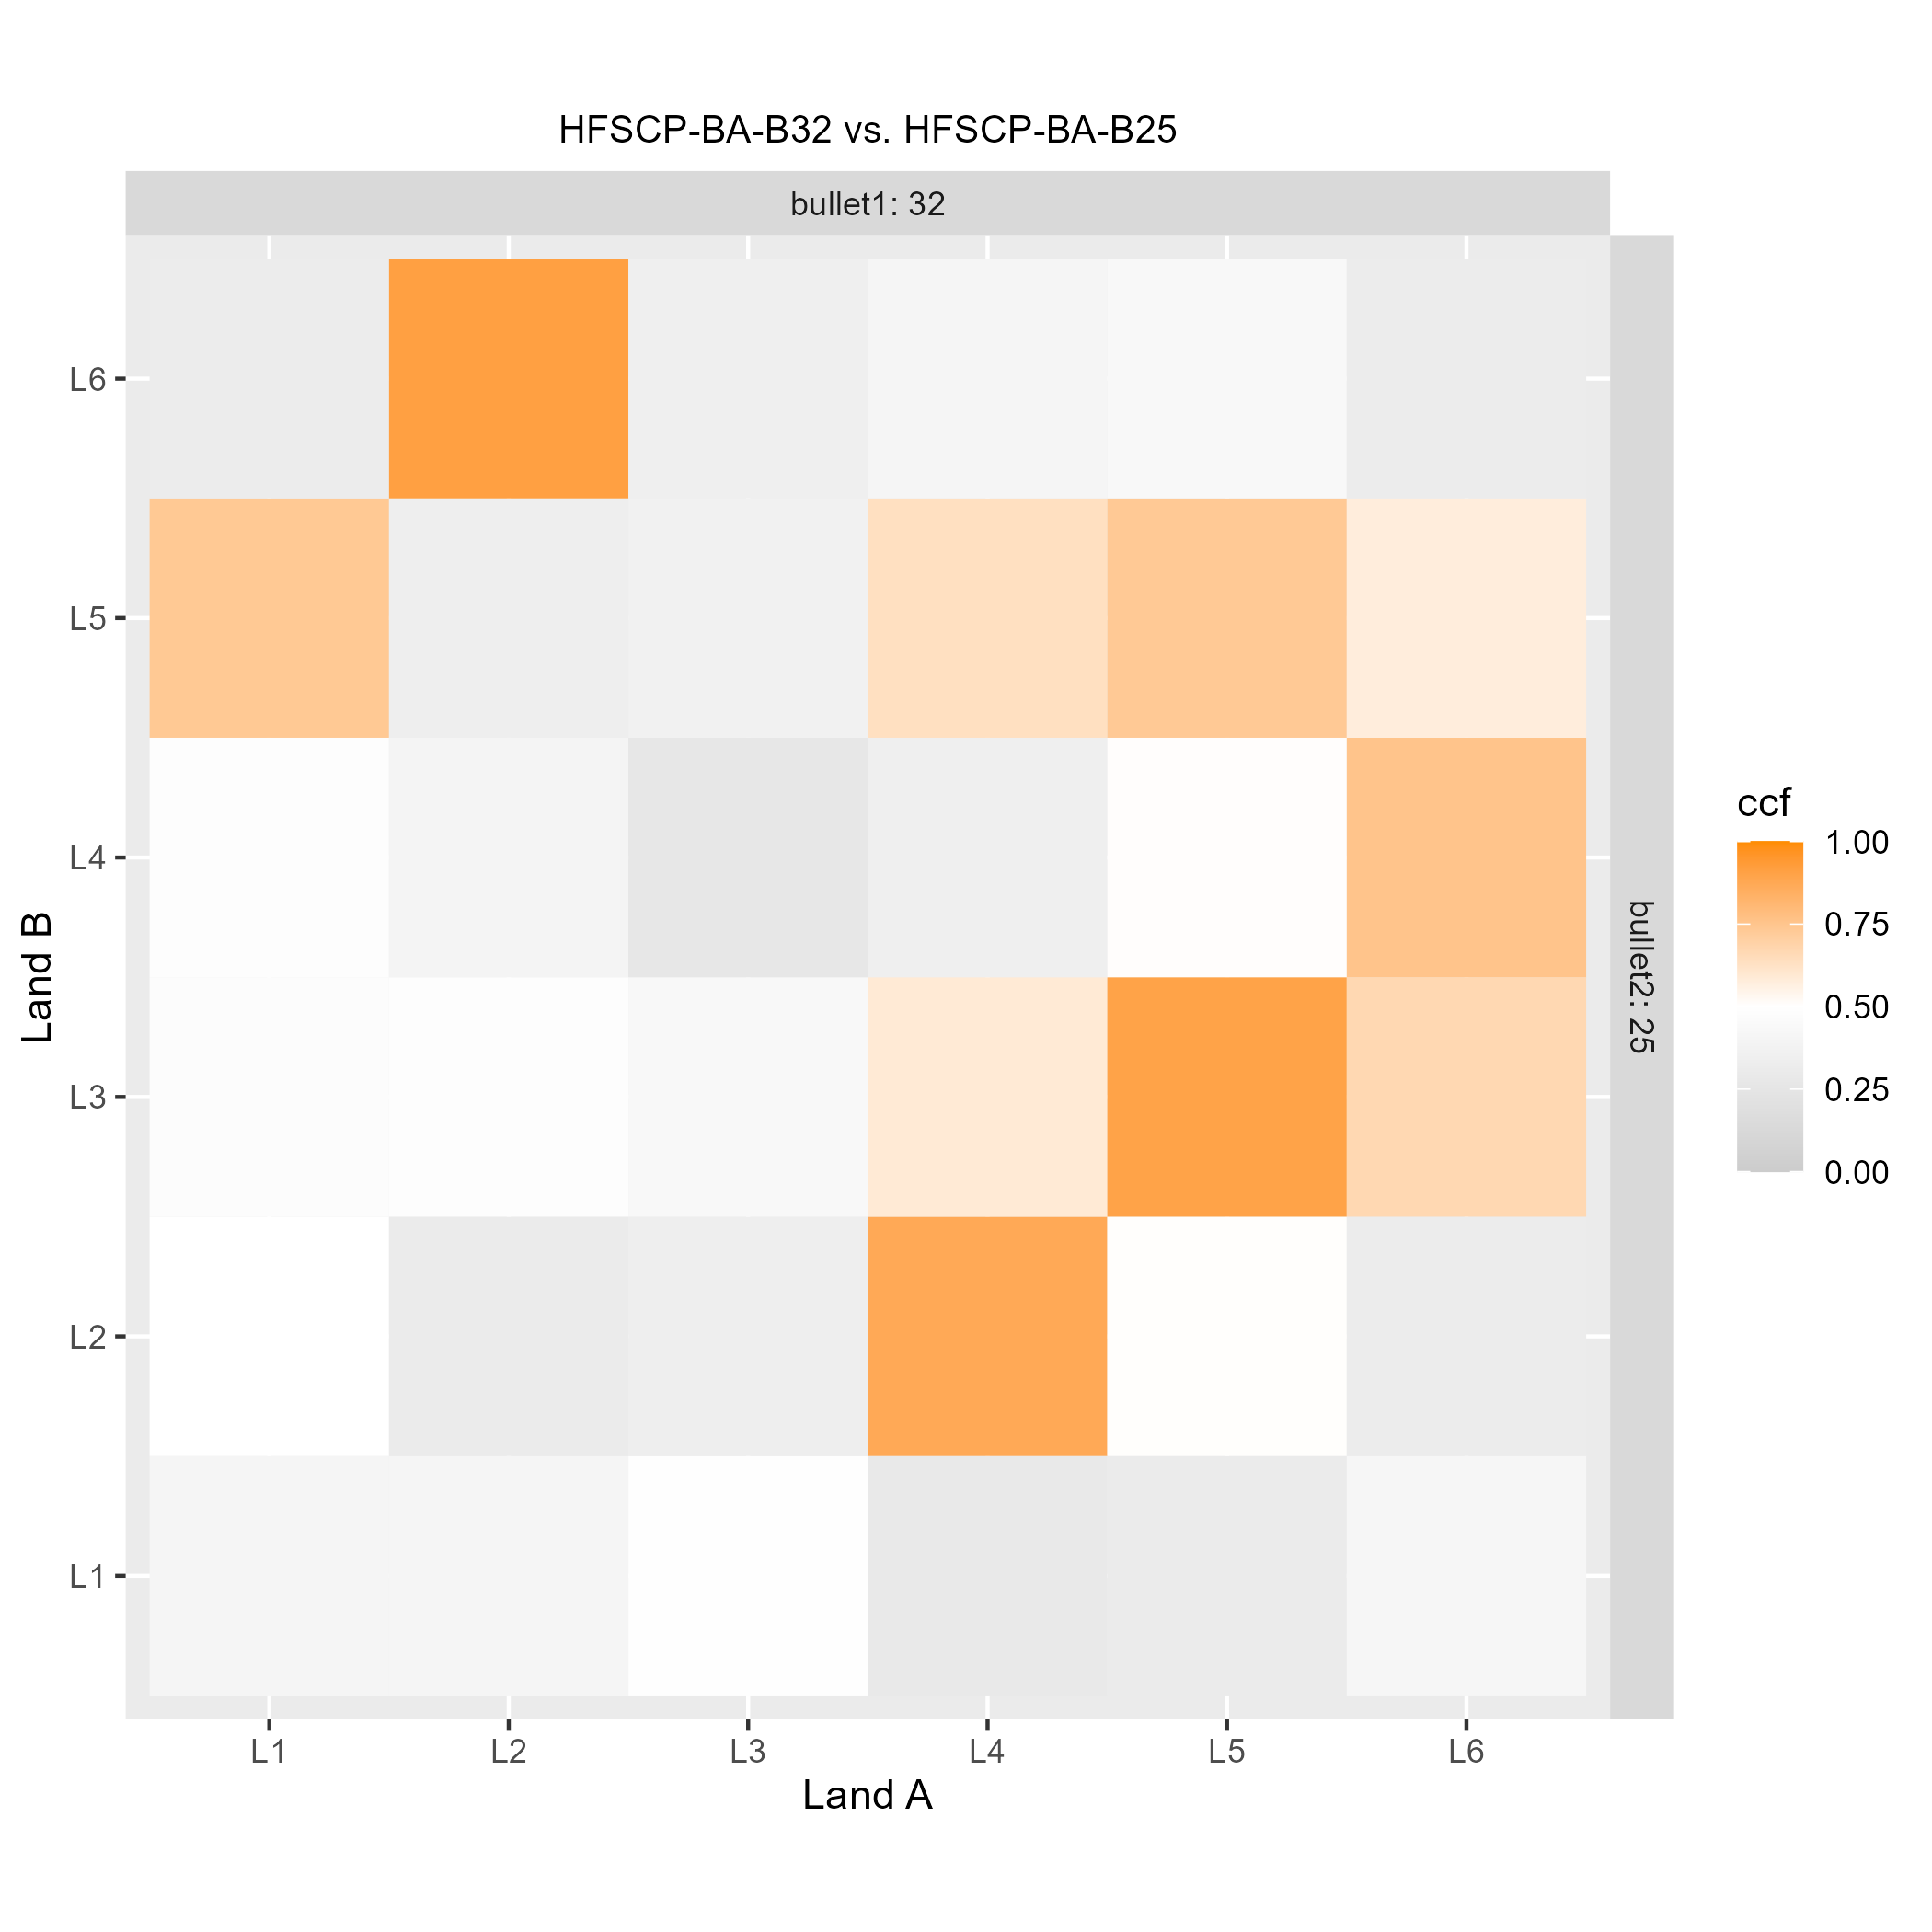 HFSCP-BA-B32 vs. HFSCP-BA-B25
bullet1: 32
L6
L5
L4
L3
L2
L1
Land B
bullet2: 25
L1 L2 L3 L4 L5 L6
Land A
ccf
1.00
0.75
0.50
0.25
0.00